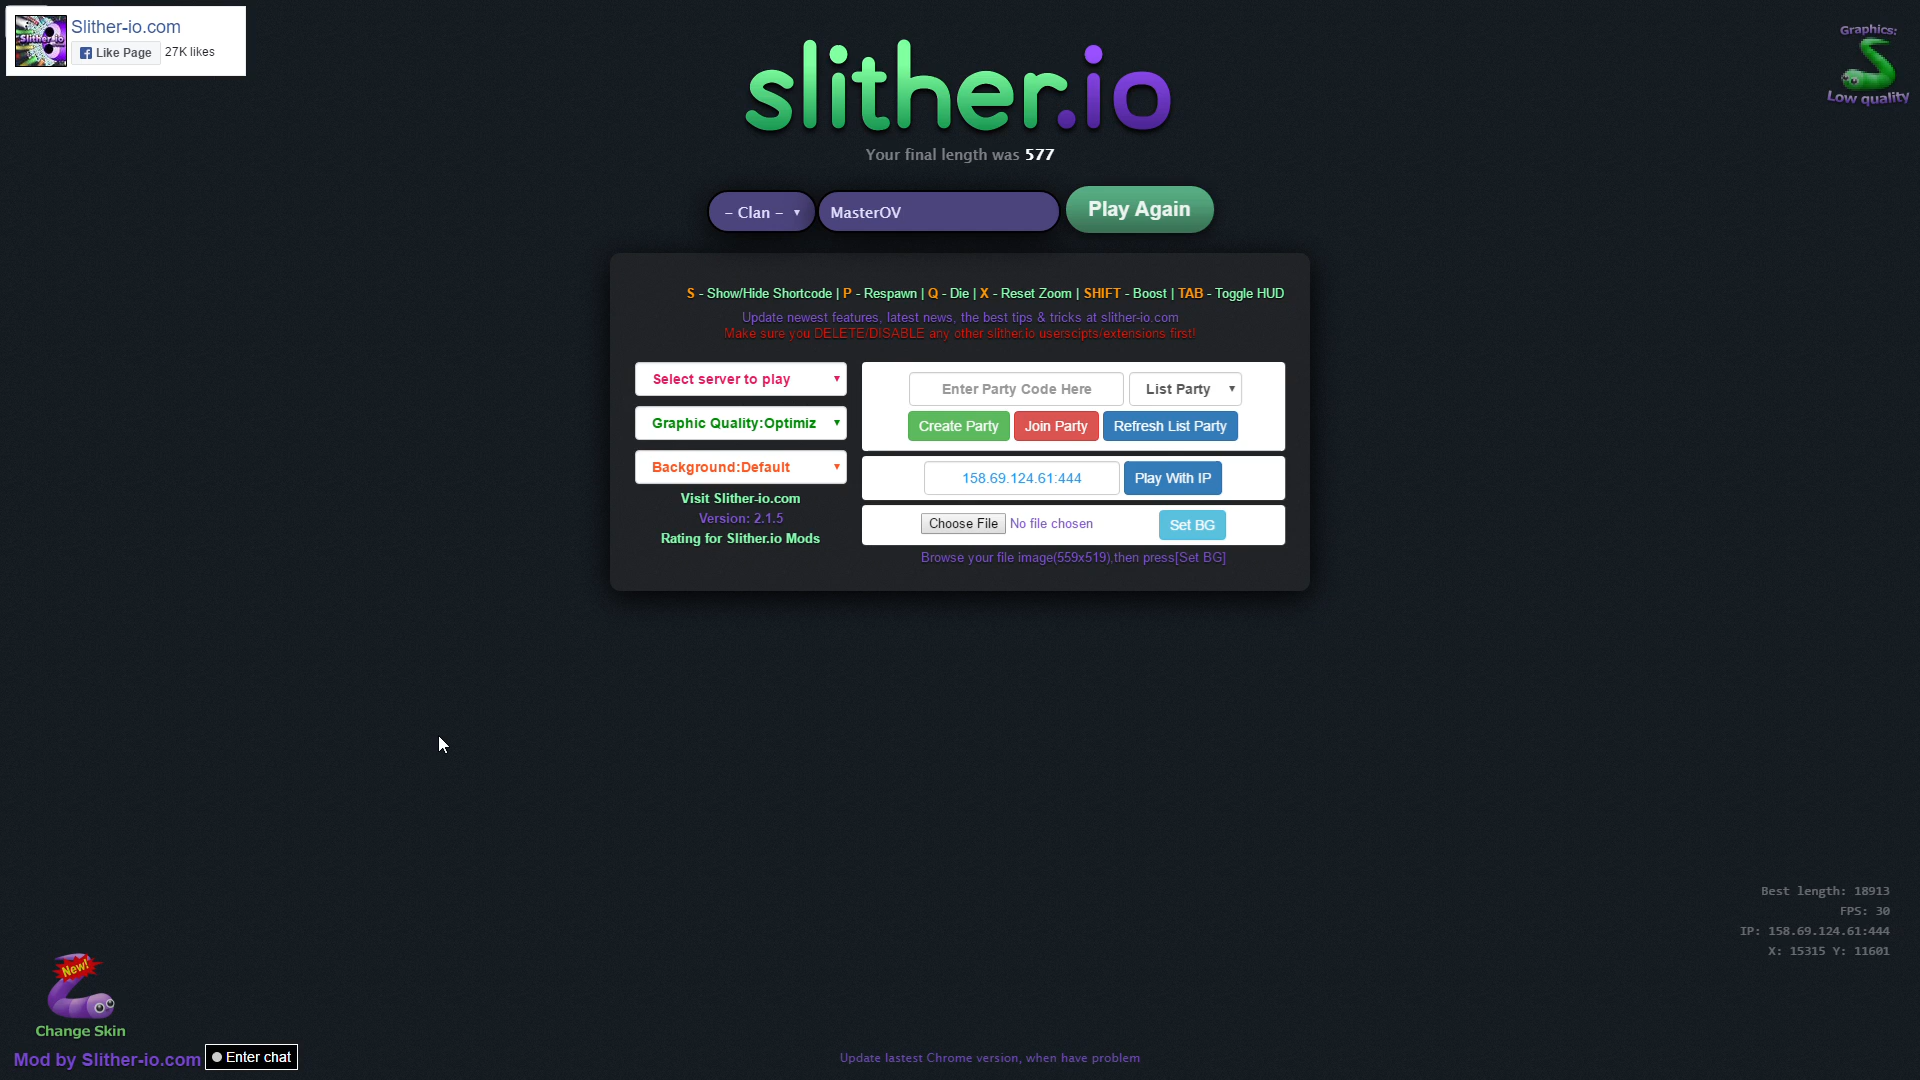 Slither-io.com
Like Page 27K likes
Slither.io
slither.io
Graphics:
Low quality
Your final length was 577
- Clan - MasterOV Play Again
S - Show/Hide Shortcode | P - Respawn | Q - Die | X - Reset Zoom | SHIFT - Boost | TAB - Toggle HUD
Update newest features, latest news, the best tips & tricks at slither-io.com
Make sure you DELETE/DISABLE any other slither.io userscipts/extensions first!
Select server to play
Graphic Quality:Optimiz
Background:Default
Visit Slither-io.com
Version: 2.1.5
Rating for Slither.io Mods
Enter Party Code Here List Party
Create Party Join Party Refresh List Party
158.69.124.61:444 Play With IP
Choose File No file chosen Set BG
Browse your file image(559x519),then press[Set BG]
Best length: 18913
FPS: 30
IP: 158.69.124.61:444
X: 15315 Y: 11601
New!
Change Skin
Mod by Slither-io.com Enter chat
Update lastest Chrome version, when have problem